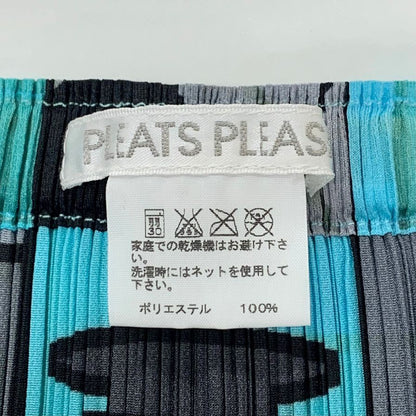 PLEATS PLEAS
30
家庭での乾燥機はお避け下さ
い。
洗濯時にはネットを使用して
下さい。
ポリエステル 100%